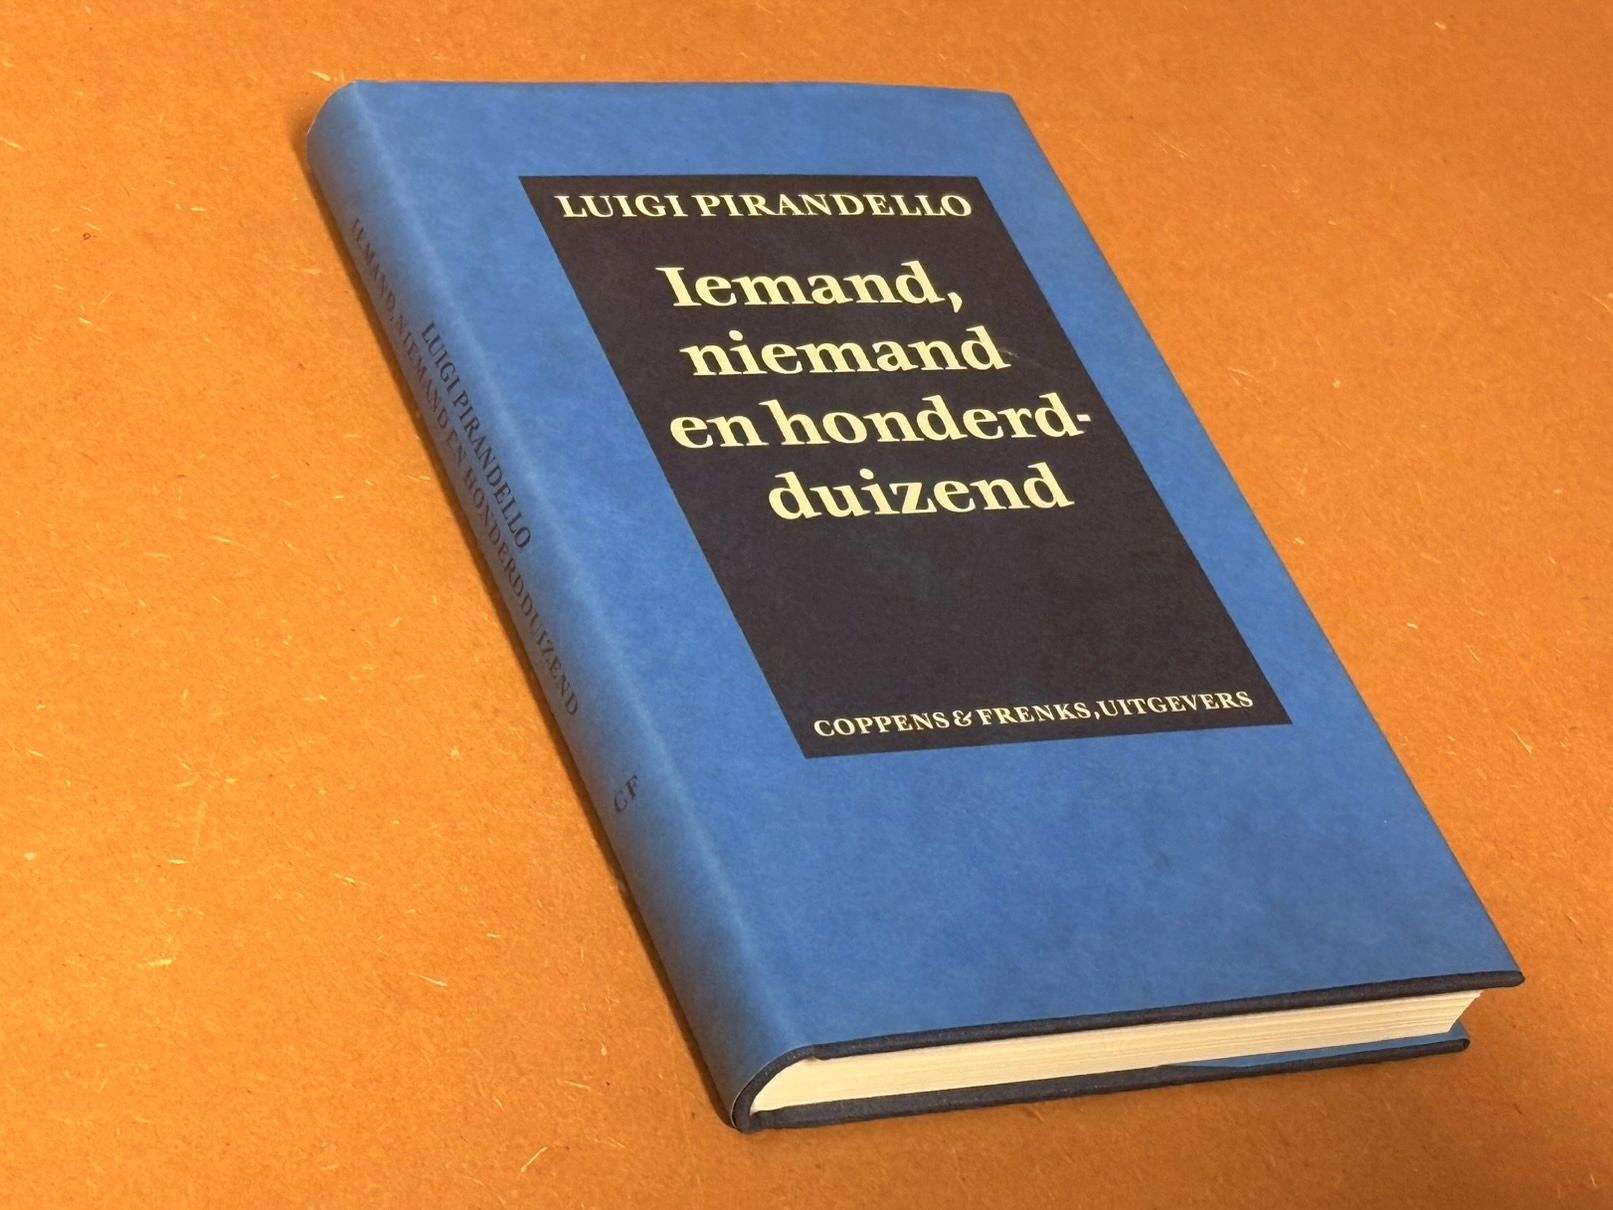 LUIGI PIRANDELLO
Iemand,
niemand
en honderd-
duizend
COPPENS & FRENKS, UITGEVERS
LUIGI PIRANDELLO
IEMAND, NIEMAND EN HONDERDDUIZEND
CF